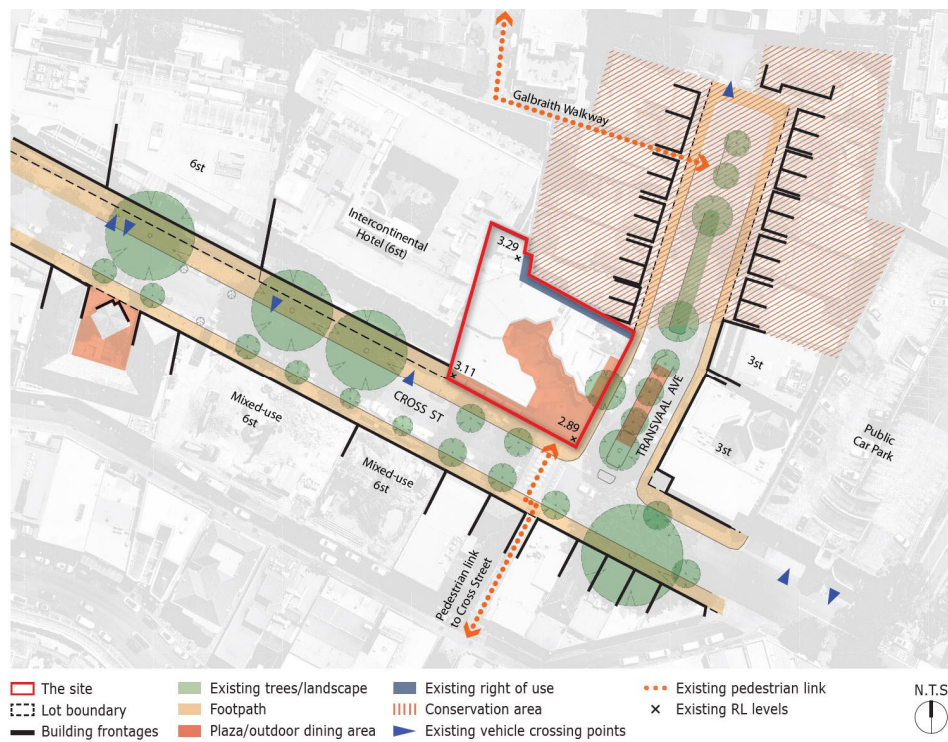 Galbraith Walkway
6st
Intercontinental
Hotel (6st)
3.29
3.11
CROSS ST
2.89
TRANSVAAL AVE
3st
3st
Public
Car Park
Mixed-use
6st
Mixed-use
6st
Pedestrian link
to Cross Street
The site
Lot boundary
Building frontages
Existing trees/landscape
Footpath
Plaza/outdoor dining area
Existing right of use
Conservation area
Existing vehicle crossing points
Existing pedestrian link
Existing RL levels
N.T.S